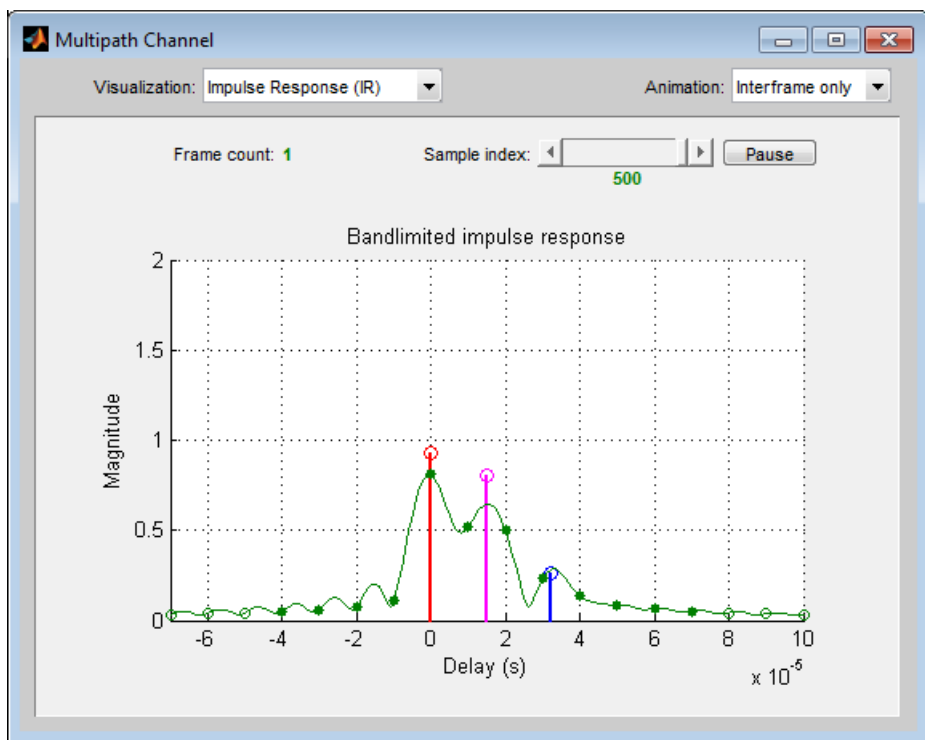 Multipath Channel
Visualization: Impulse Response (IR) Animation: Interframe only
Frame count: 1 Sample index: Pause
500
Bandlimited impulse response
2
1.5
1
0.5
0
Magnitude
-6 -4 -2 0 2 4 6 8 10
Delay (s)
x 10^-5